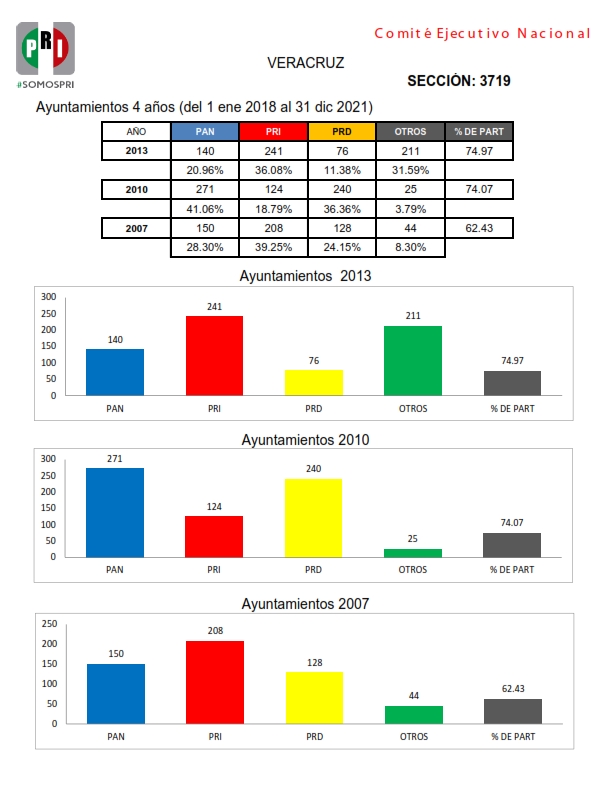 PRI
#SOMOSPRI
Comité Ejecutivo Nacional
VERACRUZ
SECCIÓN: 3719
Ayuntamientos 4 años (del 1 ene 2018 al 31 dic 2021)
AÑO PAN PRI PRD OTROS % DE PART
2013 140 241 76 211 74.97
20.96% 36.08% 11.38% 31.59%
2010 271 124 240 25 74.07
41.06% 18.79% 36.36% 3.79%
2007 150 208 128 44 62.43
28.30% 39.25% 24.15% 8.30%
Ayuntamientos 2013
300
250
200
150
100
50
0
140 241 76 211 74.97
PAN PRI PRD OTROS % DE PART
Ayuntamientos 2010
300
250
200
150
100
50
0
271 124 240 25 74.07
PAN PRI PRD OTROS % DE PART
Ayuntamientos 2007
250
200
150
100
50
0
150 208 128 44 62.43
PAN PRI PRD OTROS % DE PART